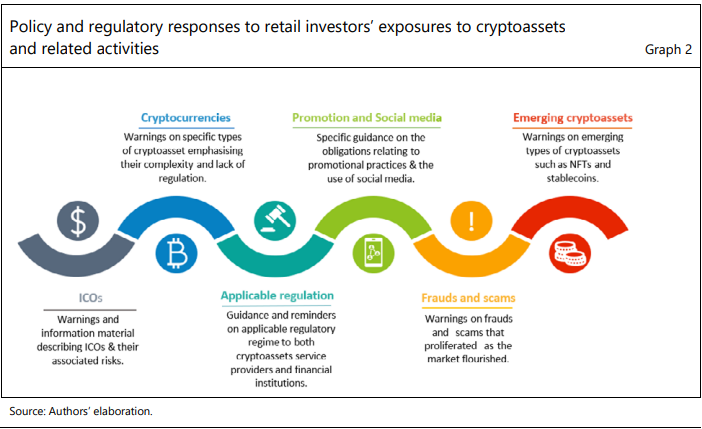 Policy and regulatory responses to retail investors' exposures to cryptoassets
and related activities
Graph 2
Cryptocurrencies
Warnings on specific types
of cryptoasset emphasising
their complexity and lack of
regulation.
Promotion and Social media
Specific guidance on the
obligations relating to
promotional practices & the
use of social media.
Emerging cryptoassets
Warnings on emerging
types of cryptoassets
such as NFTs and
stablecoins.
ICOs
Warnings and
information material
describing ICOs & their
associated risks.
Applicable regulation
Guidance and reminders
on applicable regulatory
regime to both
cryptoassets service
providers and financial
institutions.
Frauds and scams
Warnings on frauds
and scams that
proliferated as the
market flourished.
Source: Authors' elaboration.